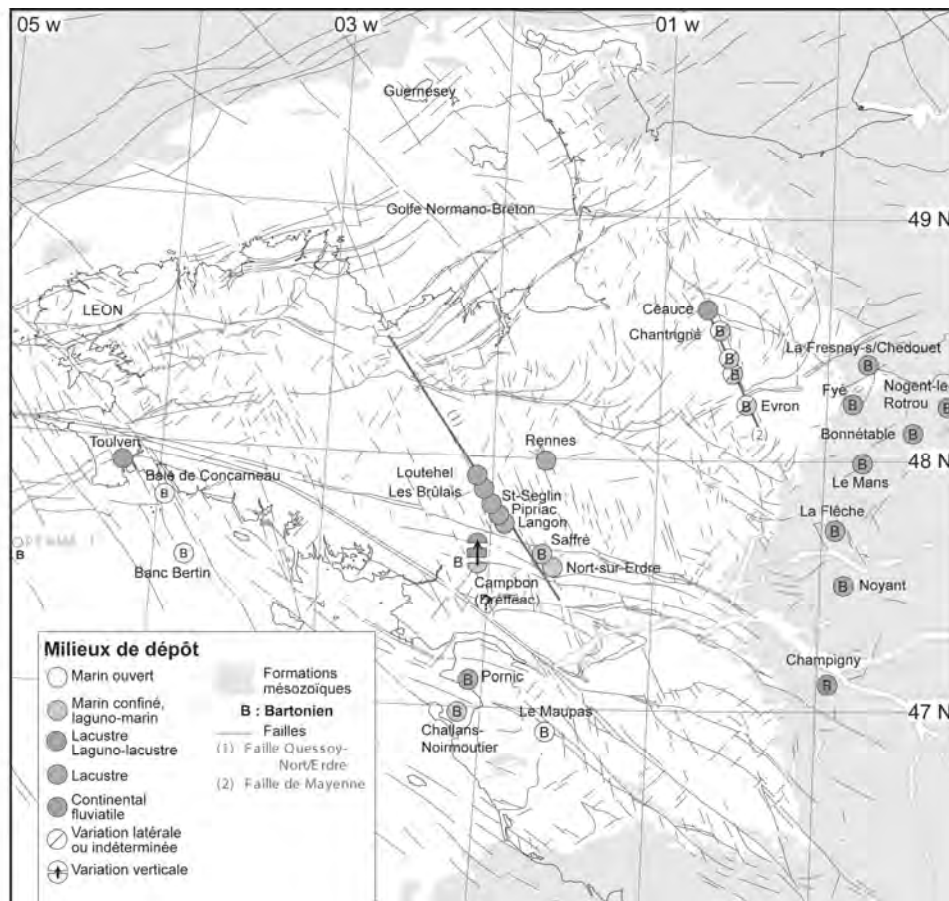 05 w
03 w
01 w
Guernesey
Golfe Normano-Breton
49 N
LEON
Céauce
Chantrigné
B
B
B
La Fresnay-s/Chedouet
B
Evron
B
(2)
Fyé
B
Nogent-le
Rotrou
B
Bonnétable
B
(1)
Toulven
Rennes
48 N
Baie de Concarneau
B
Loutehel
Les Brûlais
St-Seglin
Pipriac
Langon
Le Mans
B
La Flèche
B
Saffré
B
B
Banc Bertin
B
B
Nort-sur-Erdre
Campbon
(Dréfféac)
?
Noyant
B
Champigny
B
Pornic
B
47 N
Challans-
Noirmoutier
B
Le Maupas
B
Milieux de dépôt
Marin ouvert
Marin confiné,
laguno-marin
Lacustre
Laguno-lacustre
Lacustre
Continental
fluviatile
Variation latérale
ou indéterminée
Variation verticale
Formations
mésozoïques
B : Bartonien
Failles
(1) Faille Quessoy-
Nort/Erdre
(2) Faille de Mayenne